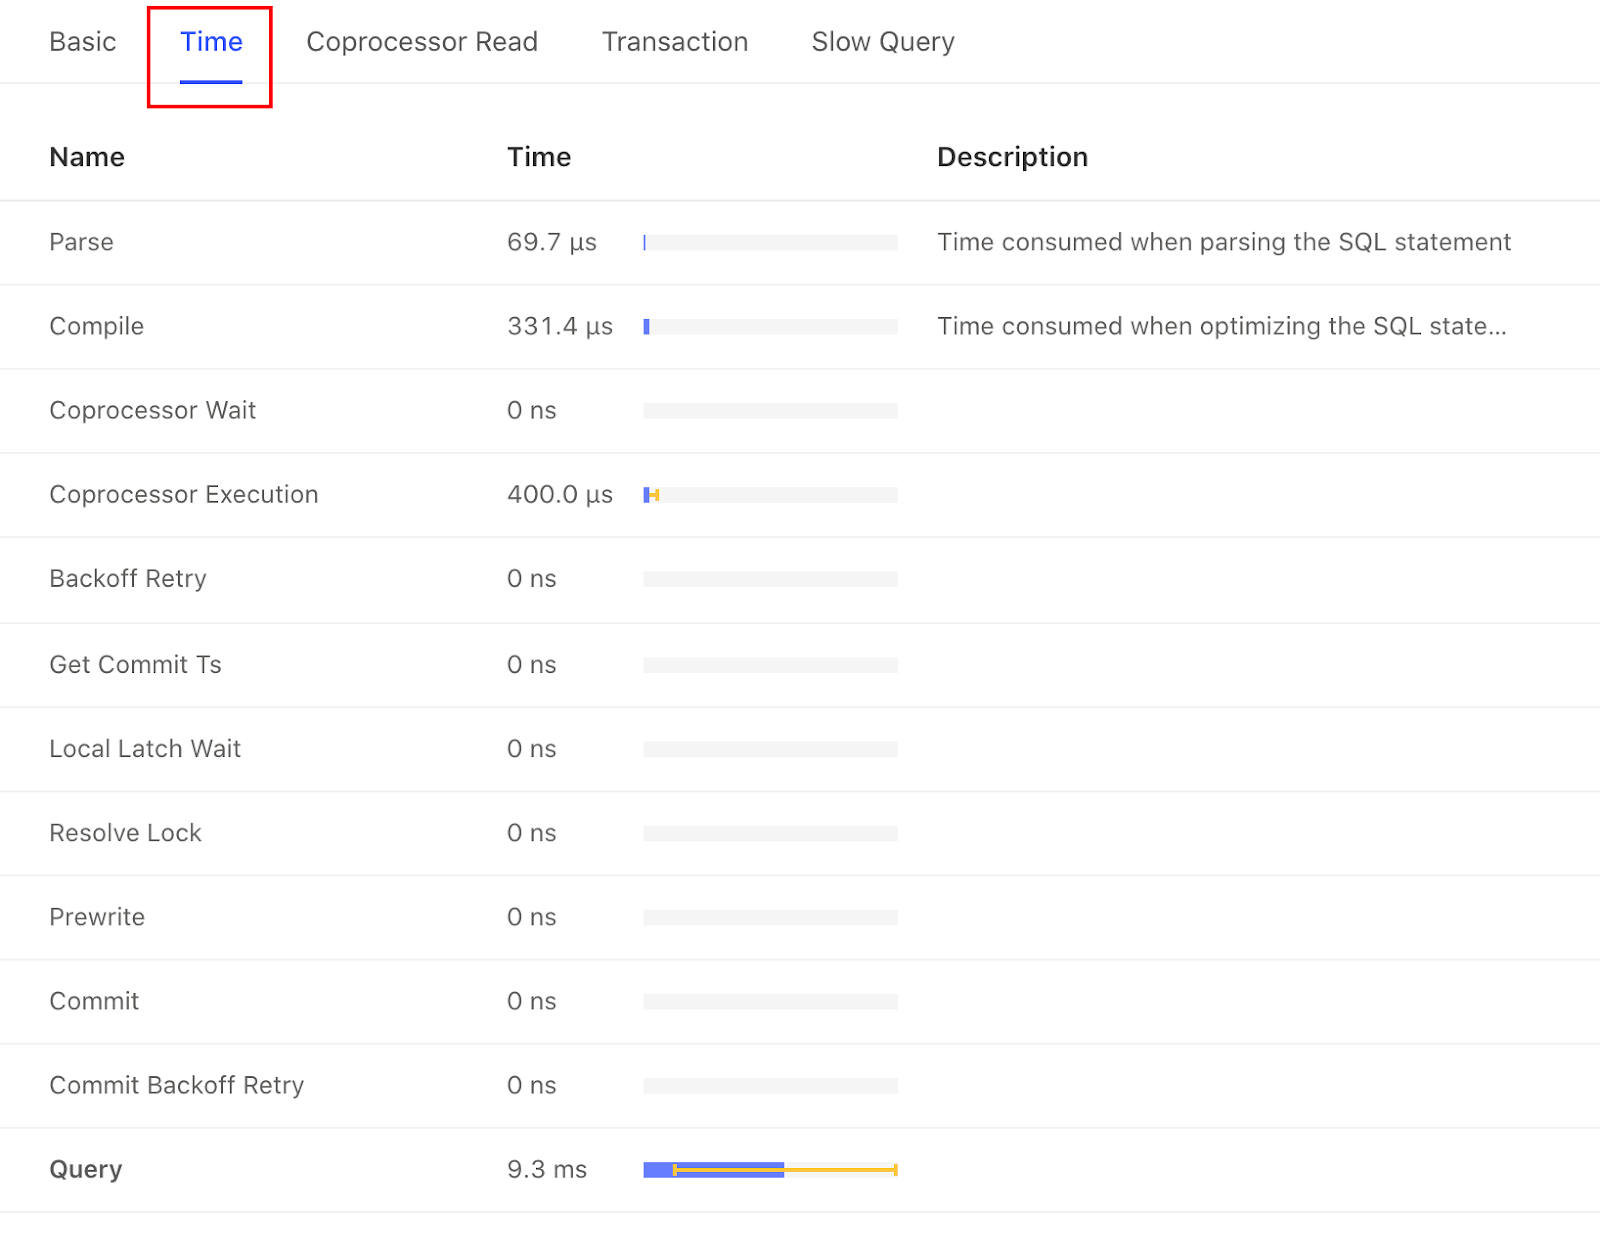 Basic Time Coprocessor Read Transaction Slow Query
Name Time Description
Parse 69.7 µs Time consumed when parsing the SQL statement
Compile 331.4 µs Time consumed when optimizing the SQL state...
Coprocessor Wait 0 ns
Coprocessor Execution 400.0 µs
Backoff Retry 0 ns
Get Commit Ts 0 ns
Local Latch Wait 0 ns
Resolve Lock 0 ns
Prewrite 0 ns
Commit 0 ns
Commit Backoff Retry 0 ns
Query 9.3 ms